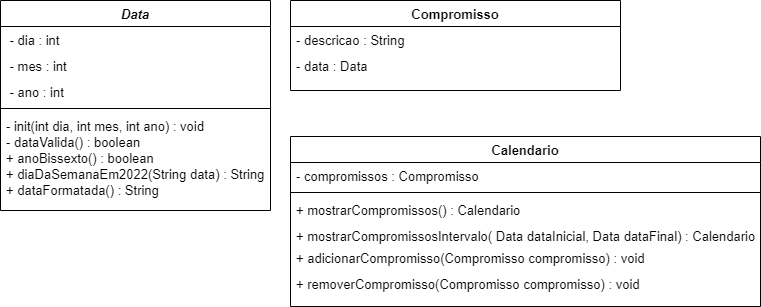 Data
- dia : int
- mes : int
- ano : int
- init(int dia, int mes, int ano) : void
- dataValida() : boolean
+ anoBissexto() : boolean
+ diaDaSemanaEm2022(String data) : String
+ dataFormatada() : String
Compromisso
- descricao : String
- data : Data
Calendario
- compromissos : Compromisso
+ mostrarCompromissos() : Calendario
+ mostrarCompromissosIntervalo( Data dataInicial, Data dataFinal) : Calendario
+ adicionarCompromisso(Compromisso compromisso) : void
+ removerCompromisso(Compromisso compromisso) : void